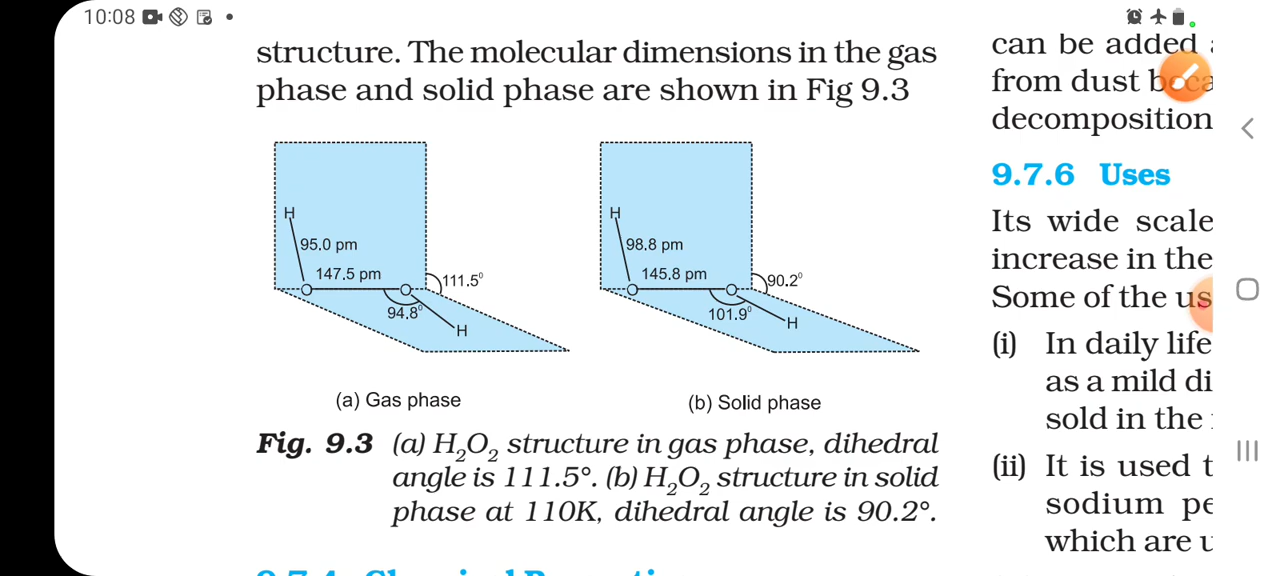 10:08
structure. The molecular dimensions in the gas
phase and solid phase are shown in Fig 9.3
H
95.0 pm
147.5 pm
O
O
111.5°
94.8°
H
(a) Gas phase
H
98.8 pm
145.8 pm
O
O
90.2°
101.9°
H
(b) Solid phase
Fig. 9.3 (a) H₂O₂ structure in gas phase, dihedral
angle is 111.5°. (b) H₂O₂ structure in solid
phase at 110K, dihedral angle is 90.2°.
can be added
from dust
decomposition
9.7.6 Uses
Its wide scale
increase in the
Some of the
(i) In daily life
as a mild
sold in the
(ii) It is used
sodium
which are